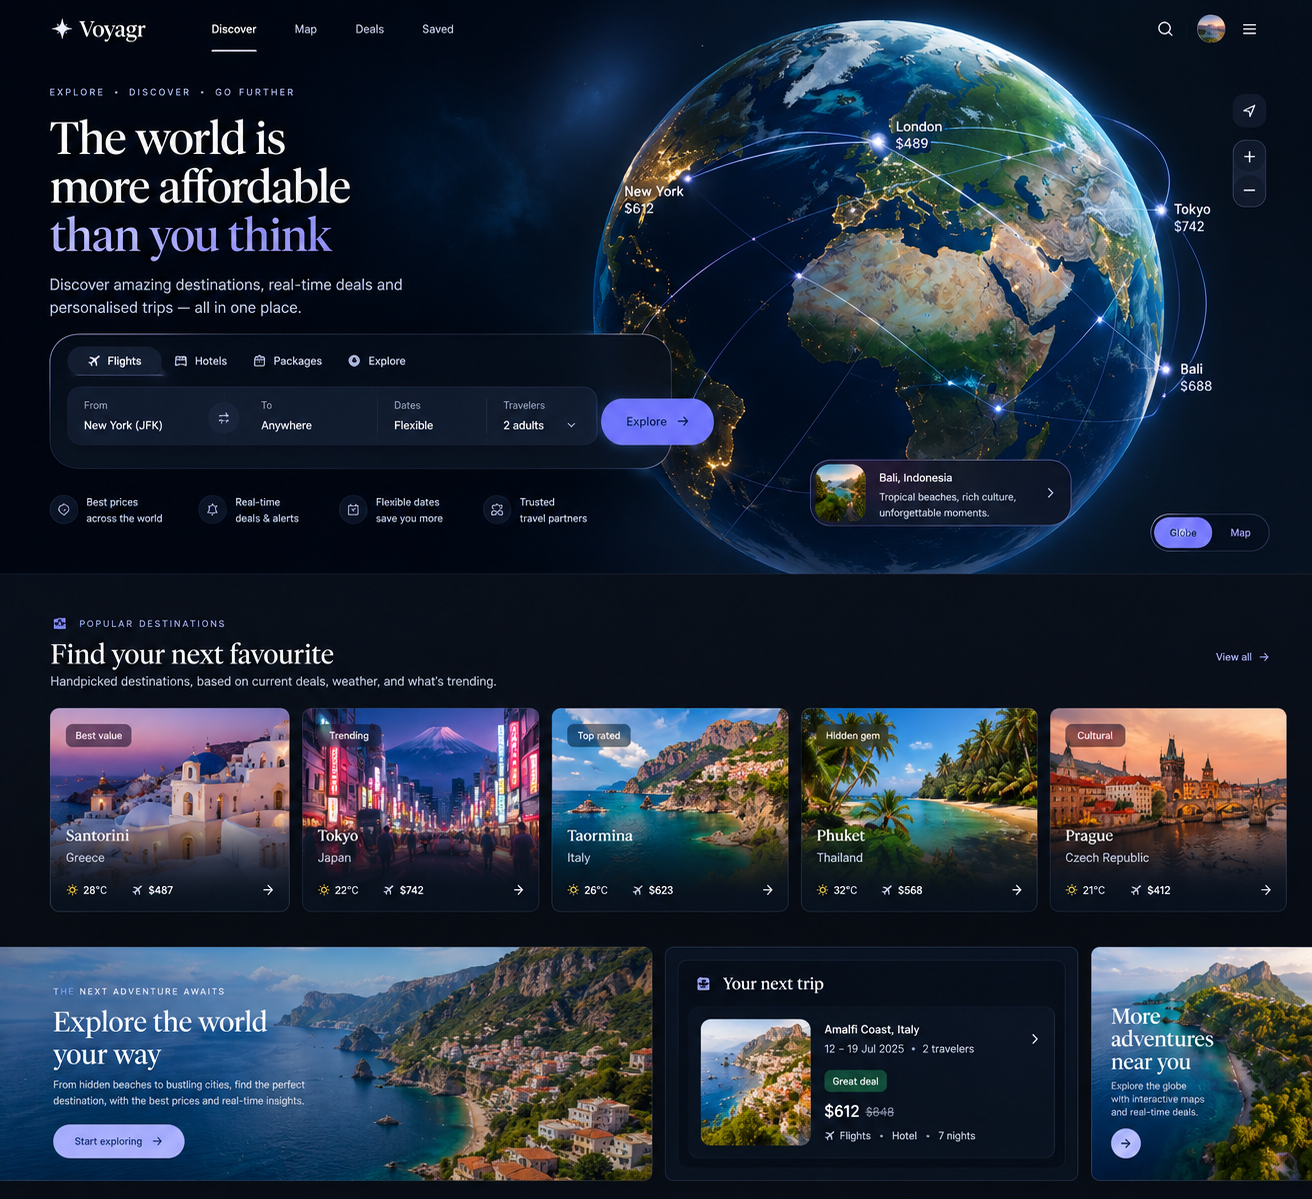 Voyagr
Discover
Map
Deals
Saved
EXPLORE • DISCOVER • GO FURTHER
The world is
more affordable
than you think
Discover amazing destinations, real-time deals and
personalised trips — all in one place.
Flights
Hotels
Packages
Explore
From
New York (JFK)
To
Anywhere
Dates
Flexible
Travelers
2 adults
Explore
Best prices
across the world
Real-time
deals & alerts
Flexible dates
save you more
Trusted
travel partners
London
$489
New York
$612
Tokyo
$742
Bali
$688
Bali, Indonesia
Tropical beaches, rich culture,
unforgettable moments.
Globe
Map
POPULAR DESTINATIONS
Find your next favourite
Handpicked destinations, based on current deals, weather, and what's trending.
View all
Best value
Santorini
Greece
28°C
$487
Trending
Tokyo
Japan
22°C
$742
Top rated
Taormina
Italy
26°C
$623
Hidden gem
Phuket
Thailand
32°C
$568
Cultural
Prague
Czech Republic
21°C
$412
THE NEXT ADVENTURE AWAITS
Explore the world
your way
From hidden beaches to bustling cities, find the perfect
destination, with the best prices and real-time insights.
Start exploring
Your next trip
Amalfi Coast, Italy
12 – 19 Jul 2025 • 2 travelers
Great deal
$612 $848
Flights • Hotel • 7 nights
More
adventures
near you
Explore the globe
with interactive maps
and real-time deals.